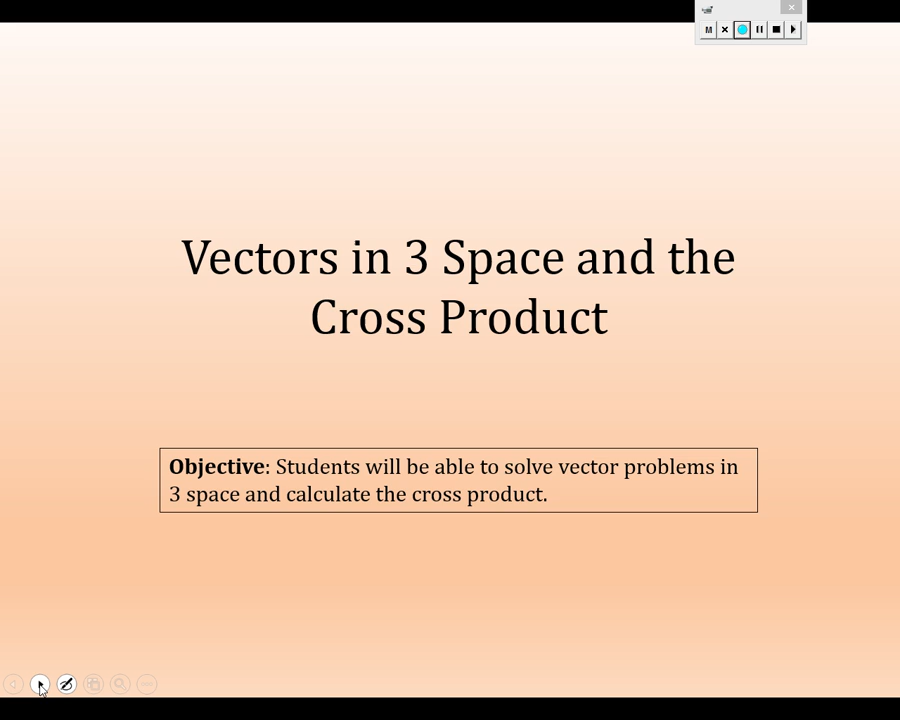 M
Vectors in 3 Space and the
Cross Product
Objective: Students will be able to solve vector problems in
3 space and calculate the cross product.